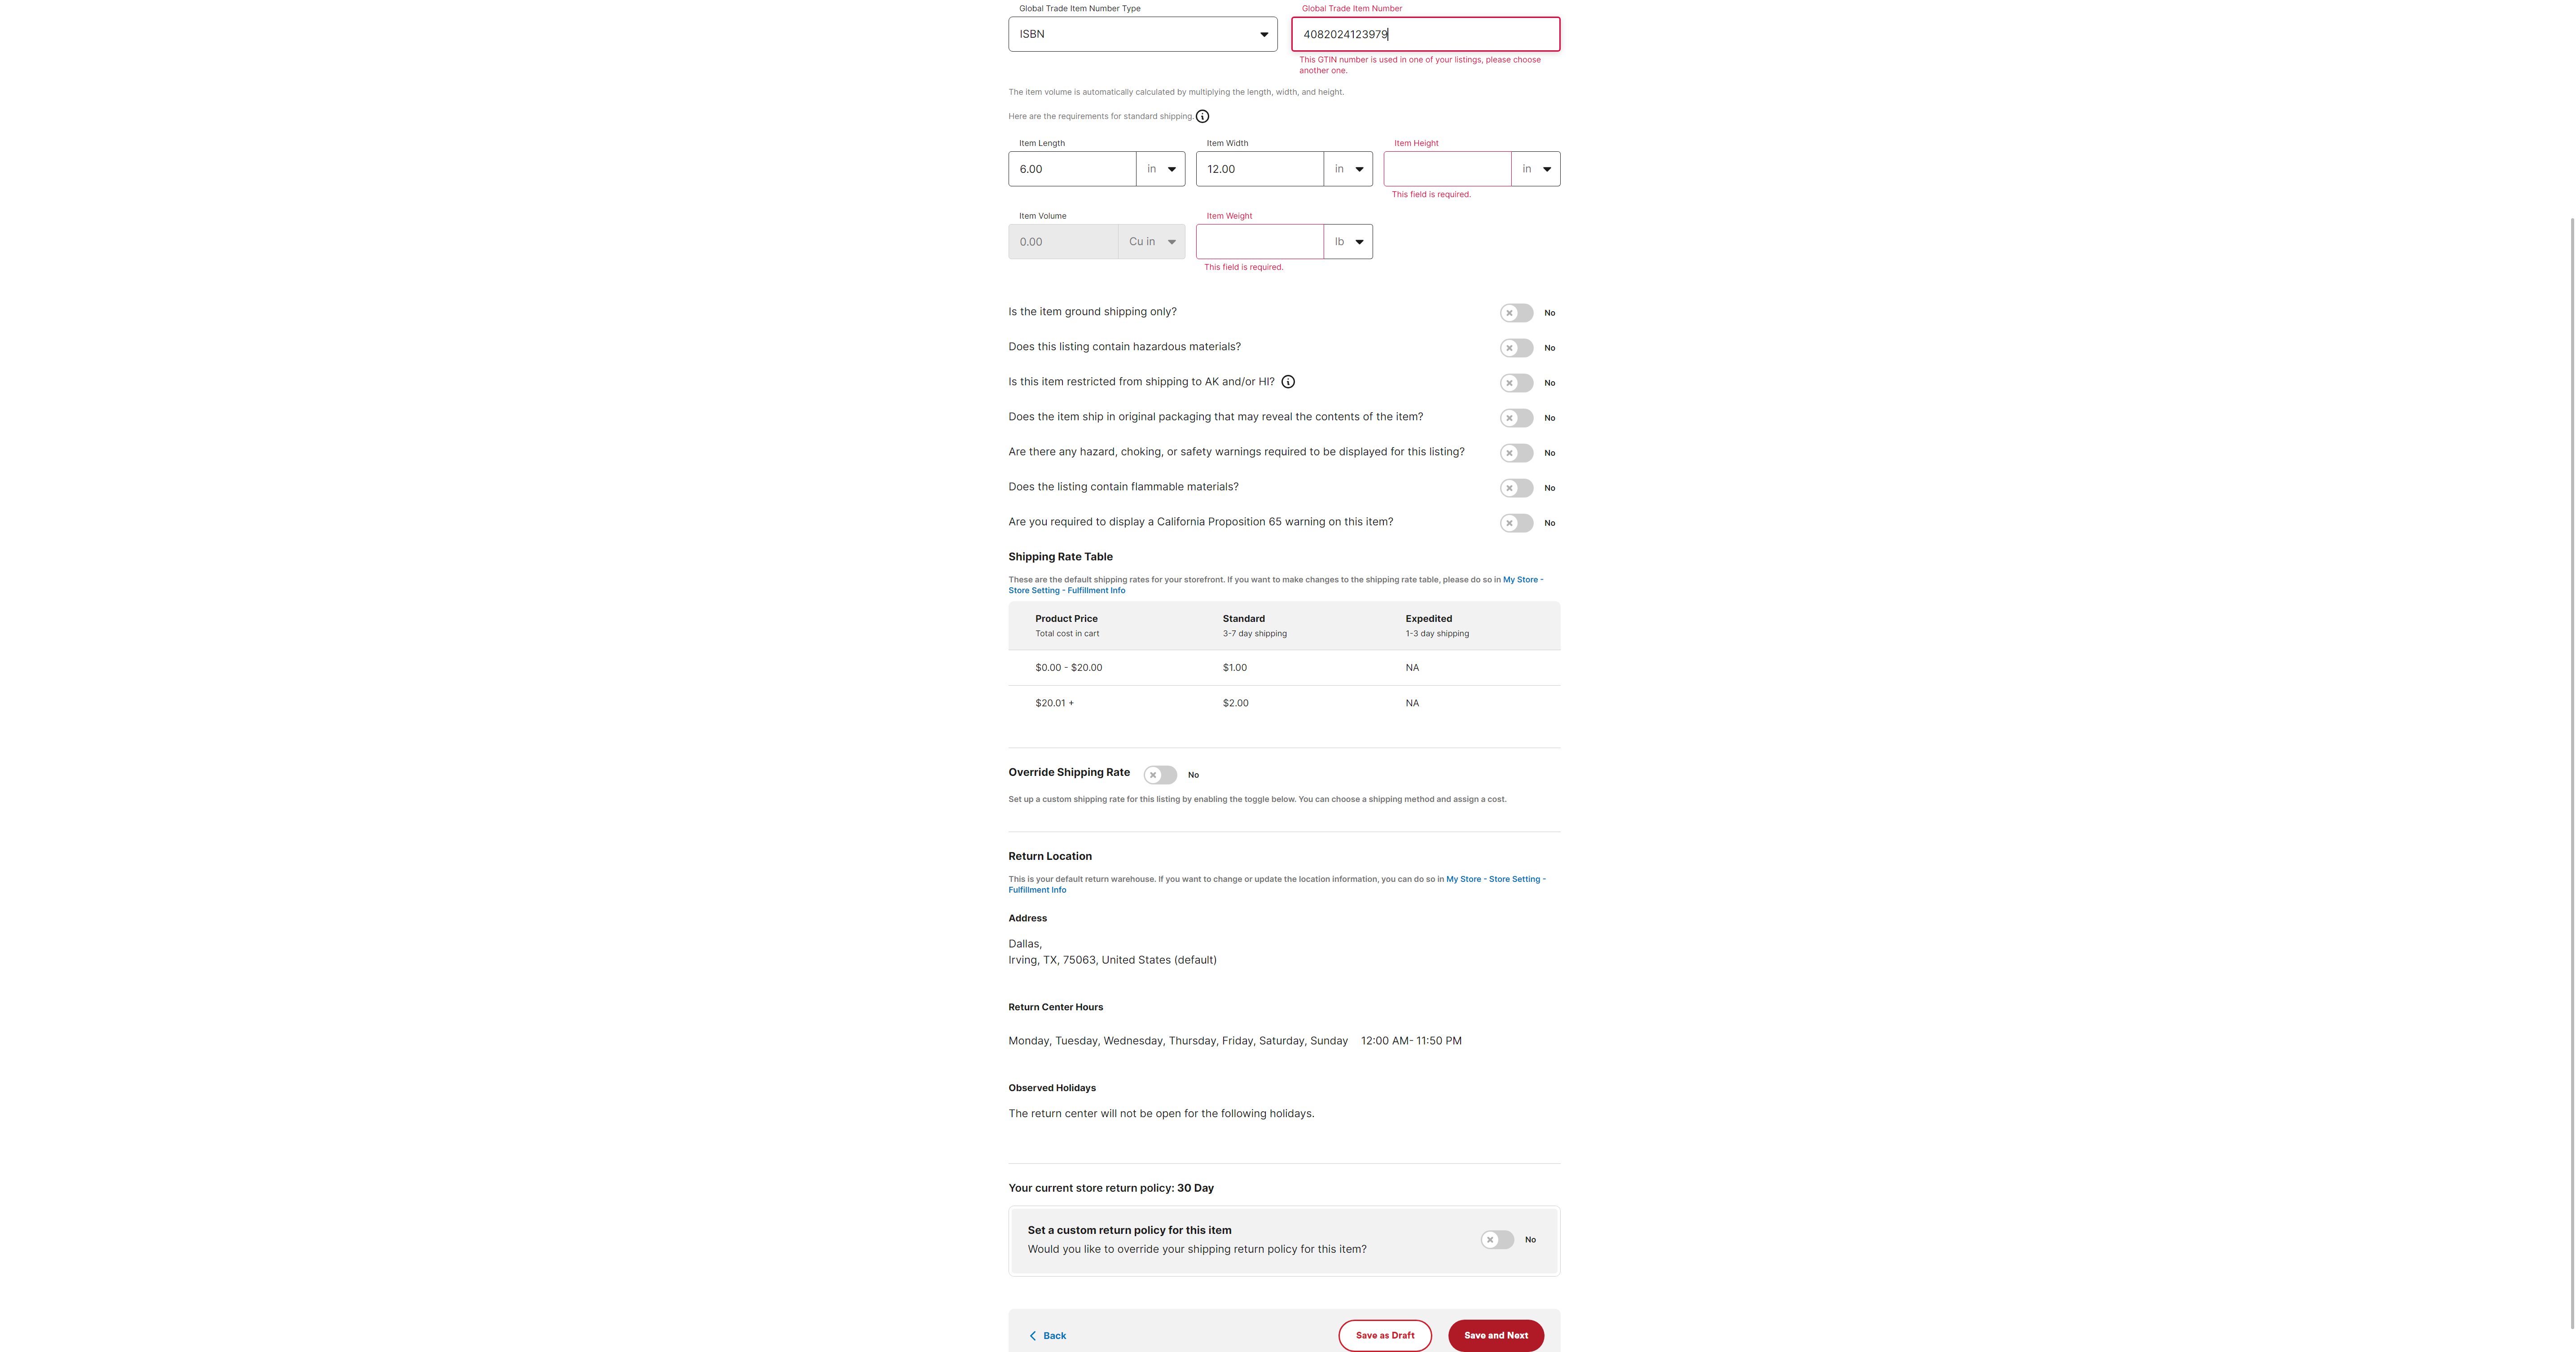 Global Trade Item Number Type
Global Trade Item Number
ISBN
4082024123979
This GTIN number is used in one of your listings, please choose
another one.
The item volume is automatically calculated by multiplying the length, width, and height.
Here are the requirements for standard shipping.
Item Length
Item Width
Item Height
6.00 in
12.00 in
in
This field is required.
Item Volume
Item Weight
0.00 Cu in
lb
This field is required.
Is the item ground shipping only? No
Does this listing contain hazardous materials? No
Is this item restricted from shipping to AK and/or HI? No
Does the item ship in original packaging that may reveal the contents of the item? No
Are there any hazard, choking, or safety warnings required to be displayed for this listing? No
Does the listing contain flammable materials? No
Are you required to display a California Proposition 65 warning on this item? No
Shipping Rate Table
These are the default shipping rates for your storefront. If you want to make changes to the shipping rate table, please do so in My Store -
Store Setting - Fulfillment Info
Product Price Standard Expedited
Total cost in cart 3-7 day shipping 1-3 day shipping
$0.00 - $20.00 $1.00 NA
$20.01 + $2.00 NA
Override Shipping Rate No
Set up a custom shipping rate for this listing by enabling the toggle below. You can choose a shipping method and assign a cost.
Return Location
This is your default return warehouse. If you want to change or update the location information, you can do so in My Store - Store Setting -
Fulfillment Info
Address
Dallas,
Irving, TX, 75063, United States (default)
Return Center Hours
Monday, Tuesday, Wednesday, Thursday, Friday, Saturday, Sunday 12:00 AM- 11:50 PM
Observed Holidays
The return center will not be open for the following holidays.
Your current store return policy: 30 Day
Set a custom return policy for this item
Would you like to override your shipping return policy for this item? No
Back Save as Draft Save and Next